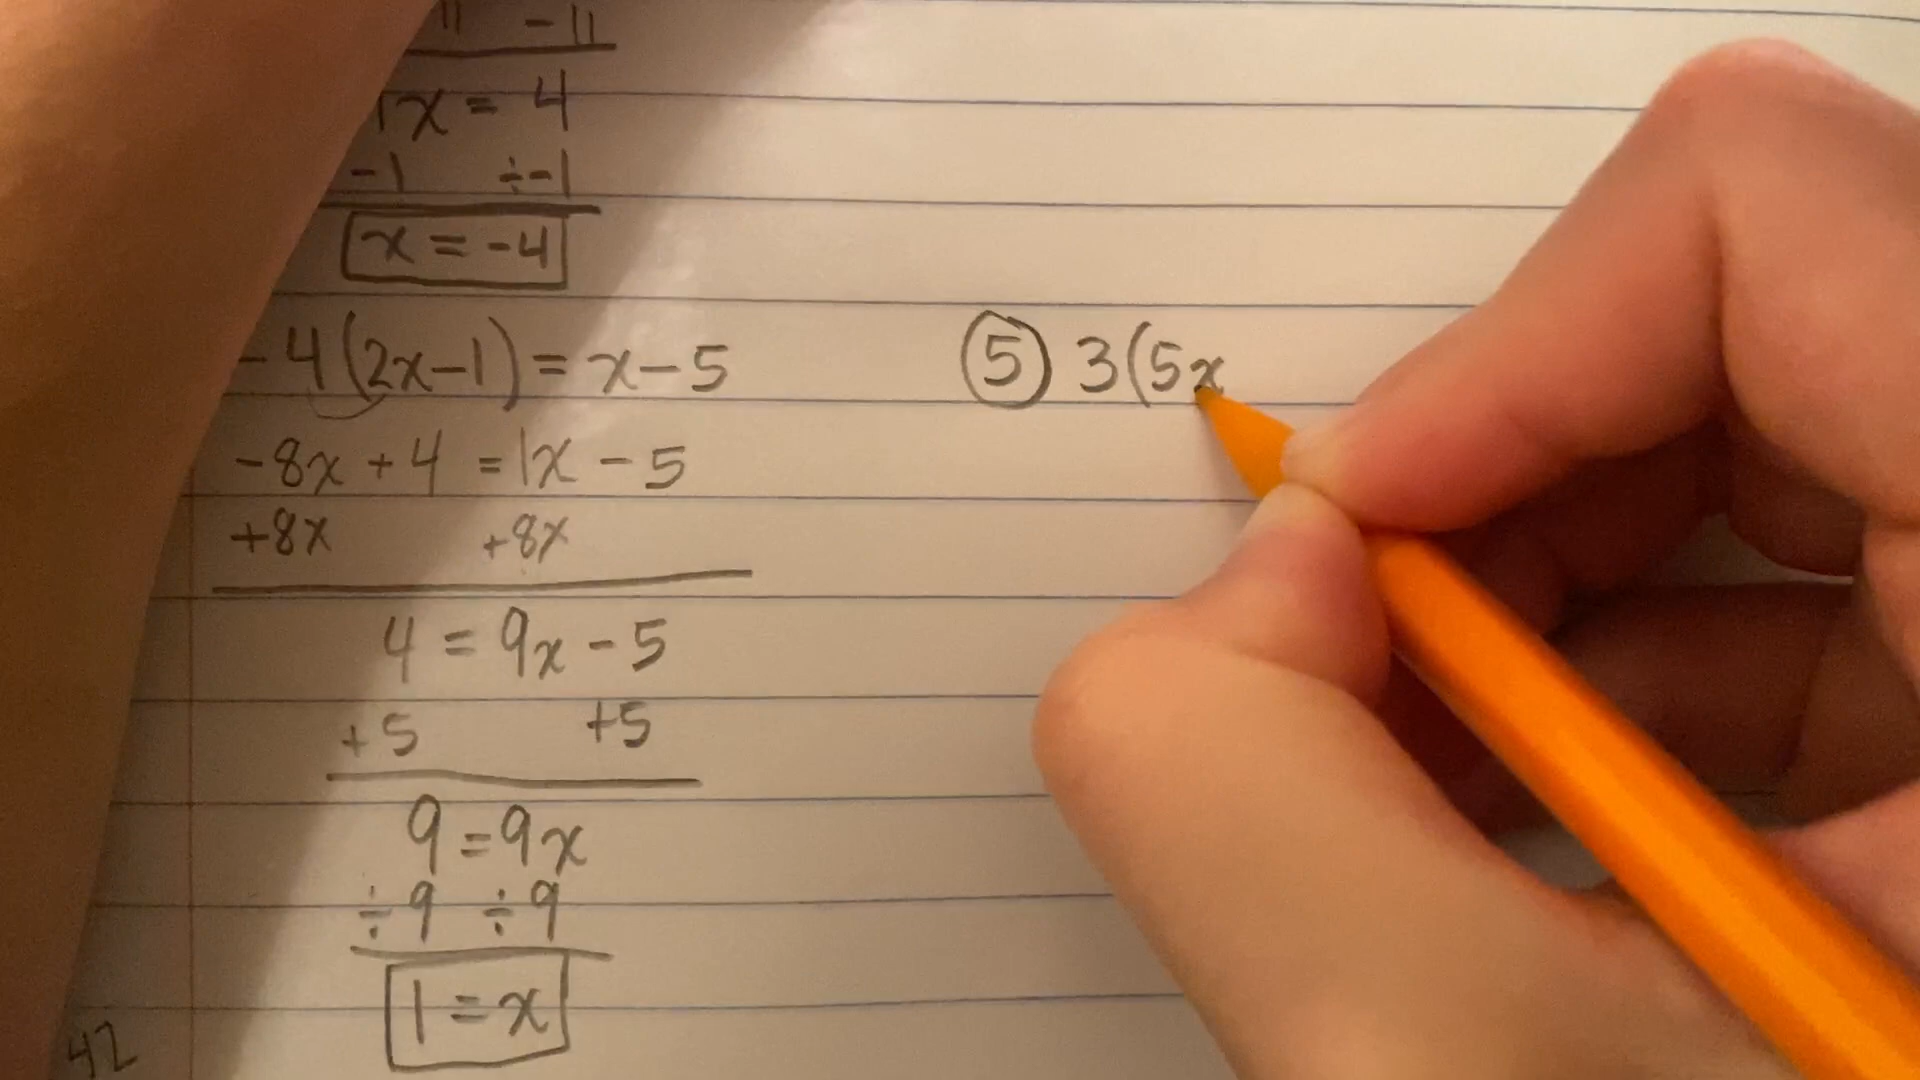 11 -11
1x = 4
-1 ÷-1
x = -4
-4(2x-1) = x-5
-8x + 4 = 1x - 5
+8x +8x
4 = 9x - 5
+5 +5
9 = 9x
÷9 ÷9
1 = x
42
⑤ 3(5x